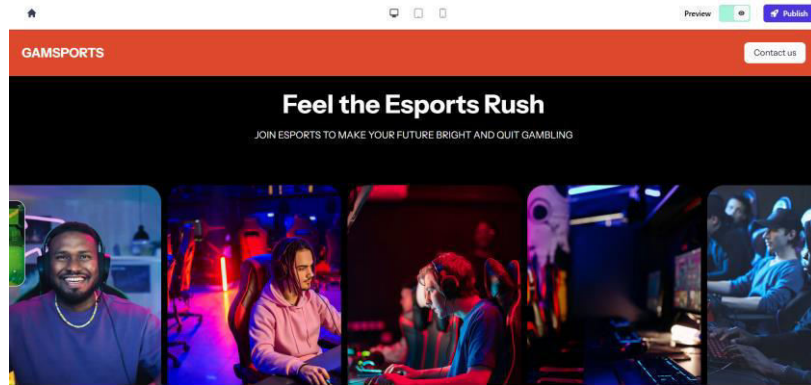 Preview
Publish
GAMSPORTS
Contact us
Feel the Esports Rush
JOIN ESPORTS TO MAKE YOUR FUTURE BRIGHT AND QUIT GAMBLING